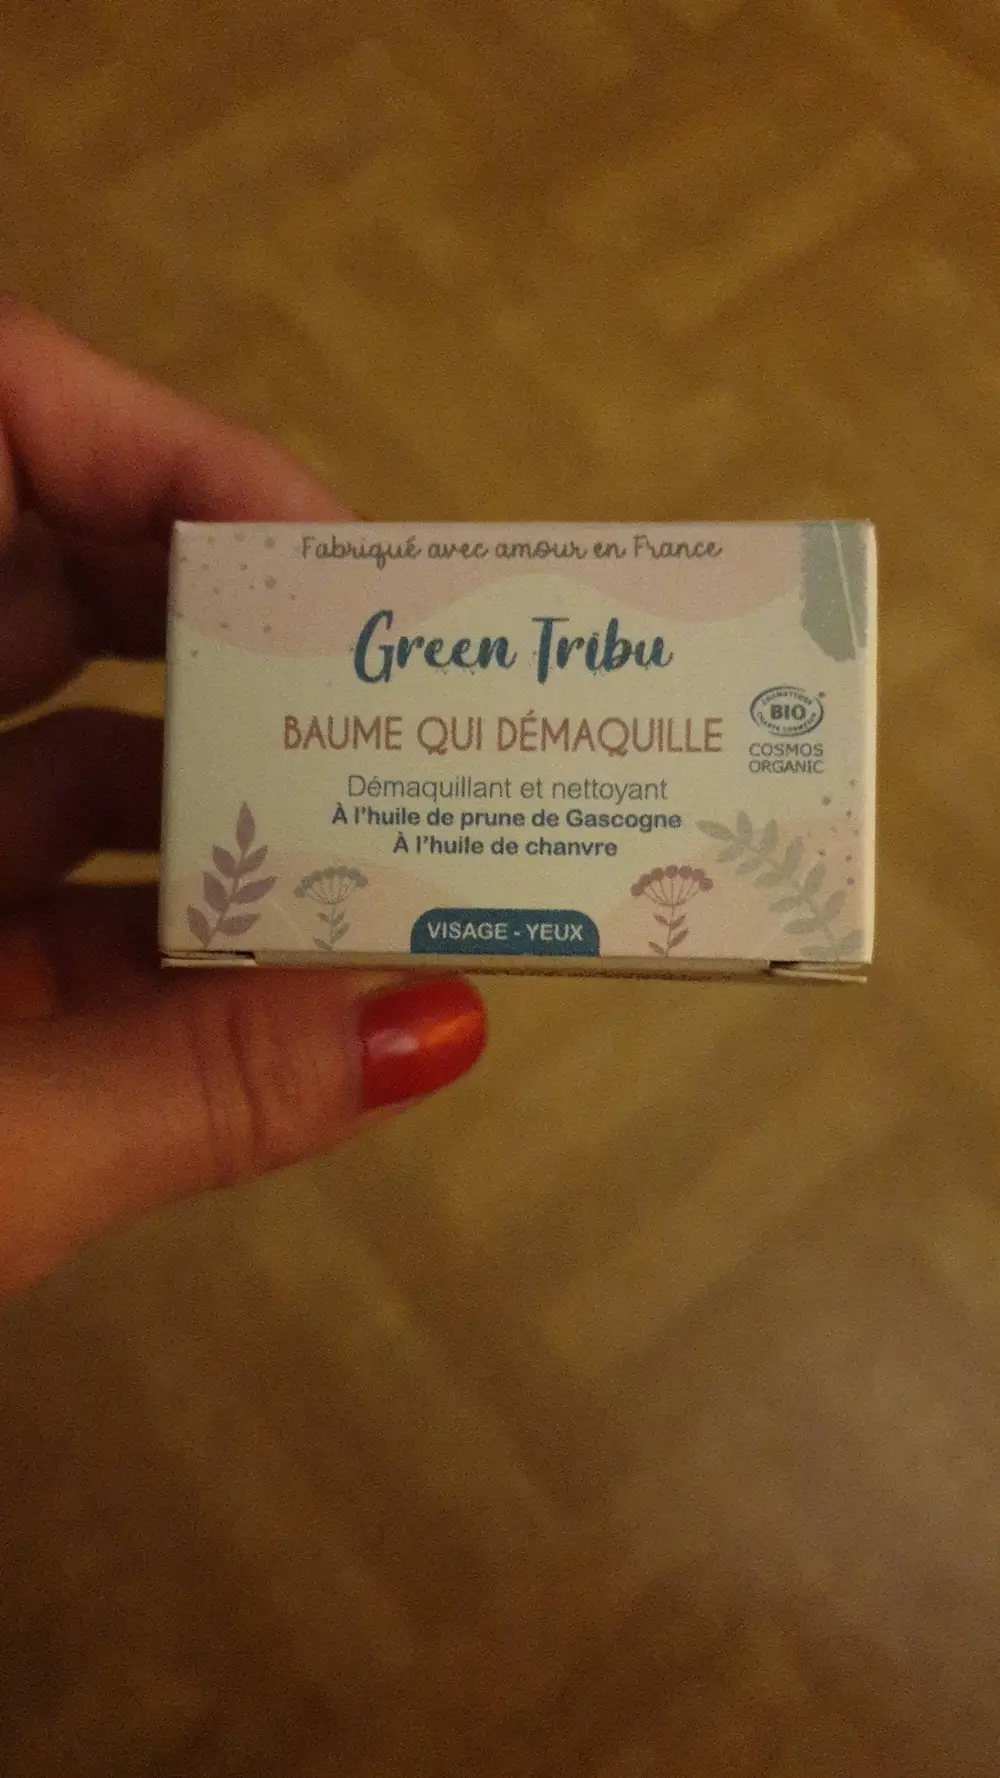 Fabriqué avec amour en France
Green Tribu
BAUME QUI DÉMAQUILLE
BIO
COSMOS
ORGANIC
Démaquillant et nettoyant
À l'huile de prune de Gascogne
À l'huile de chanvre
VISAGE - YEUX